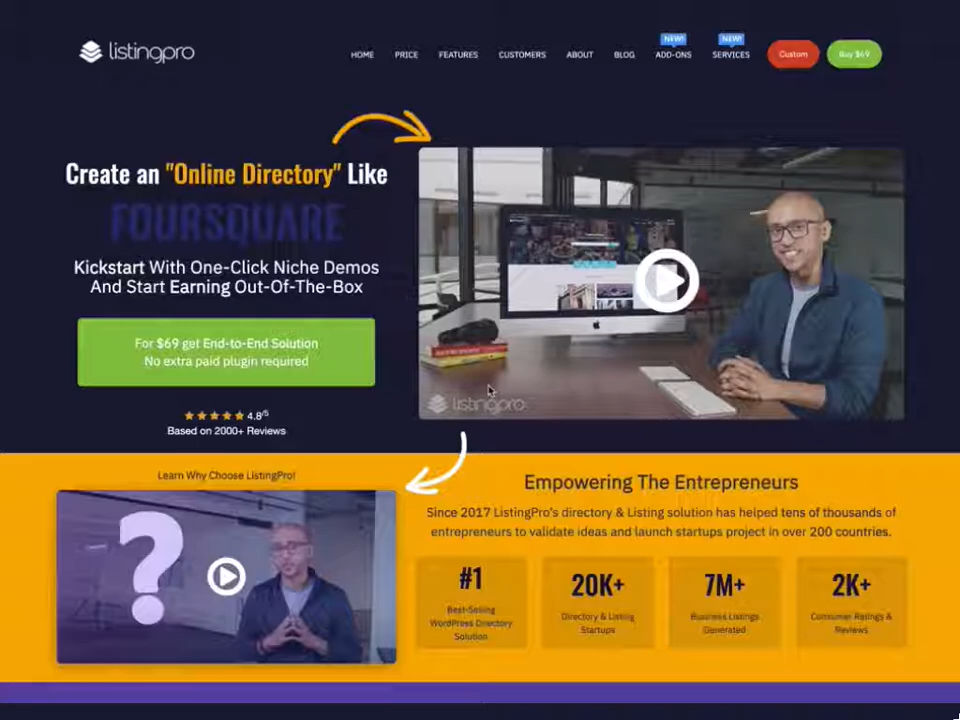 listingpro
HOME PRICE FEATURES CUSTOMERS ABOUT BLOG ADD-ONS SERVICES Custom Buy $69
NEW! NEW!
Create an "Online Directory" Like
FOURSQUARE
Kickstart With One-Click Niche Demos
And Start Earning Out-Of-The-Box
For $69 get End-to-End Solution
No extra paid plugin required
4.8/5
Based on 2000+ Reviews
listingpro
Learn Why Choose ListingPro!
?
Empowering The Entrepreneurs
Since 2017 ListingPro's directory & Listing solution has helped tens of thousands of
entrepreneurs to validate ideas and launch startups project in over 200 countries.
#1
Best-Selling
WordPress Directory
Solution
20K+
Directory & Listing
Startups
7M+
Business Listings
Generated
2K+
Consumer Ratings &
Reviews